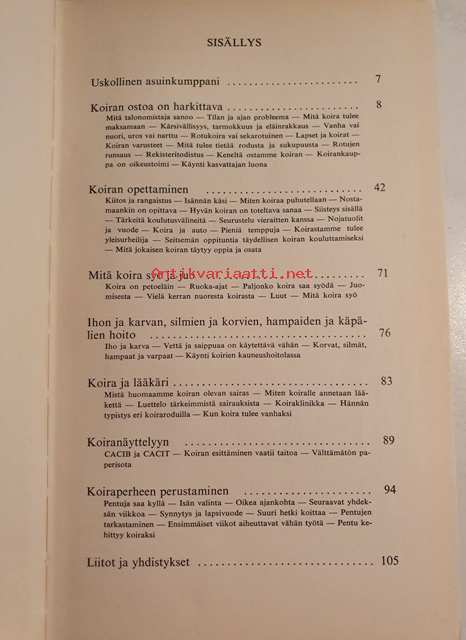 SISÄLLYS
Uskollinen asuinkumppani 7
Koiran ostoa on harkittava 8
Mitä talonomistaja sanoo — Tilan ja ajan probleema — Mitä koira tulee
maksamaan — Kärsivällisyys, tarmokkuus ja eläinrakkaus — Vanha vai
nuori, uros vai narttu — Rotukoira vai sekarotuinen — Lapset ja koirat —
Koiran varusteet — Mitä tulee tietää rodusta ja sukupuusta — Rotujen
runsaus — Rekisteritodistus — Keneltä ostamme koiran — Koirankaup-
pa on oikeustoimi — Käynti kasvattajan luona
Koiran opettaminen 42
Kiitos ja rangaistus — Isännän käsi — Miten koiraa puhutellaan — Nosta-
maankin on opittava — Hyvän koiran on toteltava sanaa — Siisteys sisällä
— Tärkeitä koulutusvälineitä — Seurustelu vieraitten kanssa — Nojatuolit
ja vuode — Koira ja auto — Pieniä temppuja — Koirastamme tulee
yleisurheilija — Seitsemän oppituntia täydellisen koiran kouluttamiseksi
— Mitä jokaisen koiran täytyy oppia ja osata
Mitä koira syö ja juo 71
Antikvariaatti.net
Koira on petoeläin — Ruoka-ajat — Paljonko koira saa syödä — Juo-
misesta — Vielä kerran nuoresta koirasta — Luut — Mitä koira syö
Ihon ja karvan, silmien ja korvien, hampaiden ja käpä-
lien hoito 76
Iho ja karva — Vettä ja saippuaa on käytettävä vähän — Korvat, silmät,
hampaat ja varpaat — Käynti koirien kauneushoitolassa
Koira ja lääkäri 83
Mistä huomaamme koiran olevan sairas — Miten koiralle annetaan lää-
kettä — Luettelo tärkeimmistä sairauksista — Koiraklinikka — Hännän
typistys eri koiraroduilla — Kun koira tulee vanhaksi
Koiranäyttelyyn 89
CACIB ja CACIT — Koiran esittäminen vaatii taitoa — Välttämätön pa-
perisota
Koiraperheen perustaminen 94
Pentuja saa kyllä — Isän valinta — Oikea ajankohta — Seuraavat yhdek-
sän viikkoa — Synnytys ja lapsivuode — Suuri hetki koittaa — Pentujen
tarkastaminen — Ensimmäiset viikot aiheuttavat vähän työtä — Pentu ke-
hittyy koiraksi
Liitot ja yhdistykset 105